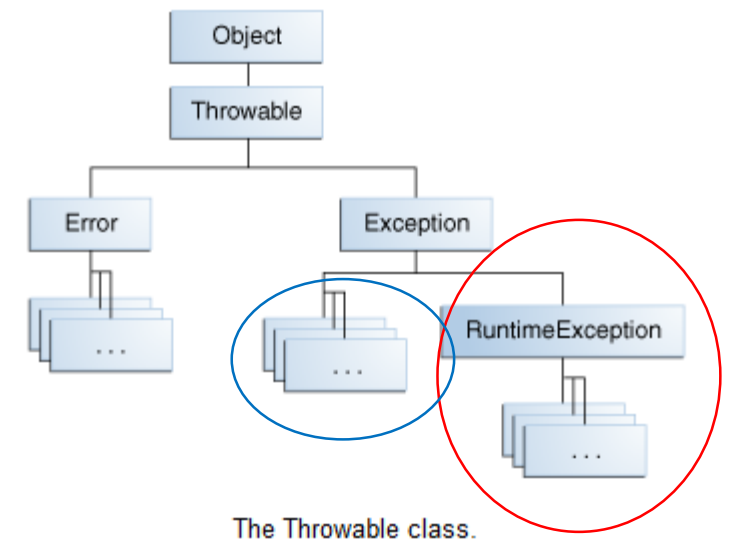 Object
Throwable
Error
Exception
...
...
RuntimeException
...
The Throwable class.